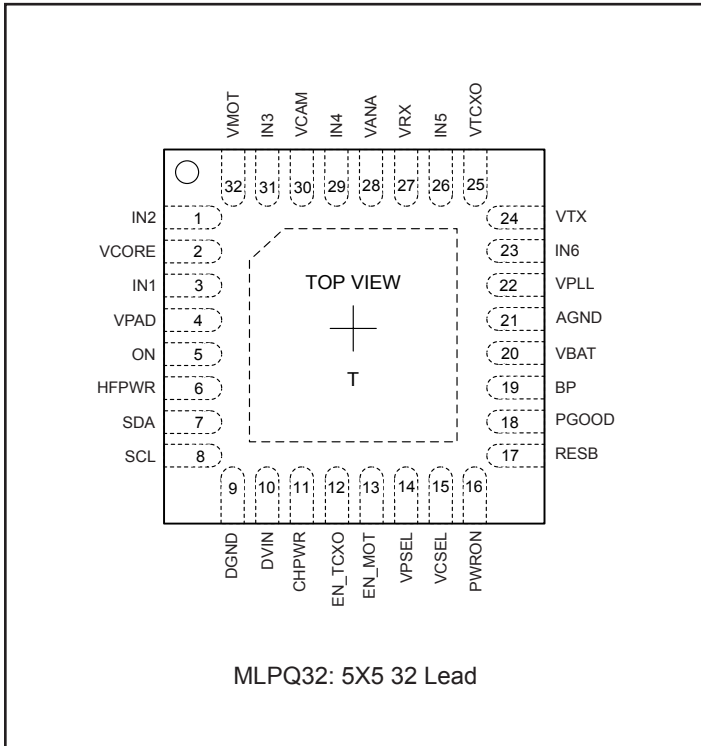 VMOT
IN3
VCAM
IN4
VANA
VRX
IN5
VTCXO
32
31
30
29
28
27
26
25
IN2 1
VCORE 2
IN1 3
VPAD 4
ON 5
HFPWR 6
SDA 7
SCL 8
TOP VIEW
T
24 VTX
23 IN6
22 VPLL
21 AGND
20 VBAT
19 BP
18 PGOOD
17 RESB
9
10
11
12
13
14
15
16
DGND
DVIN
CHPWR
EN_TCXO
EN_MOT
VPSEL
VCSEL
PWRON
MLPQ32: 5X5 32 Lead